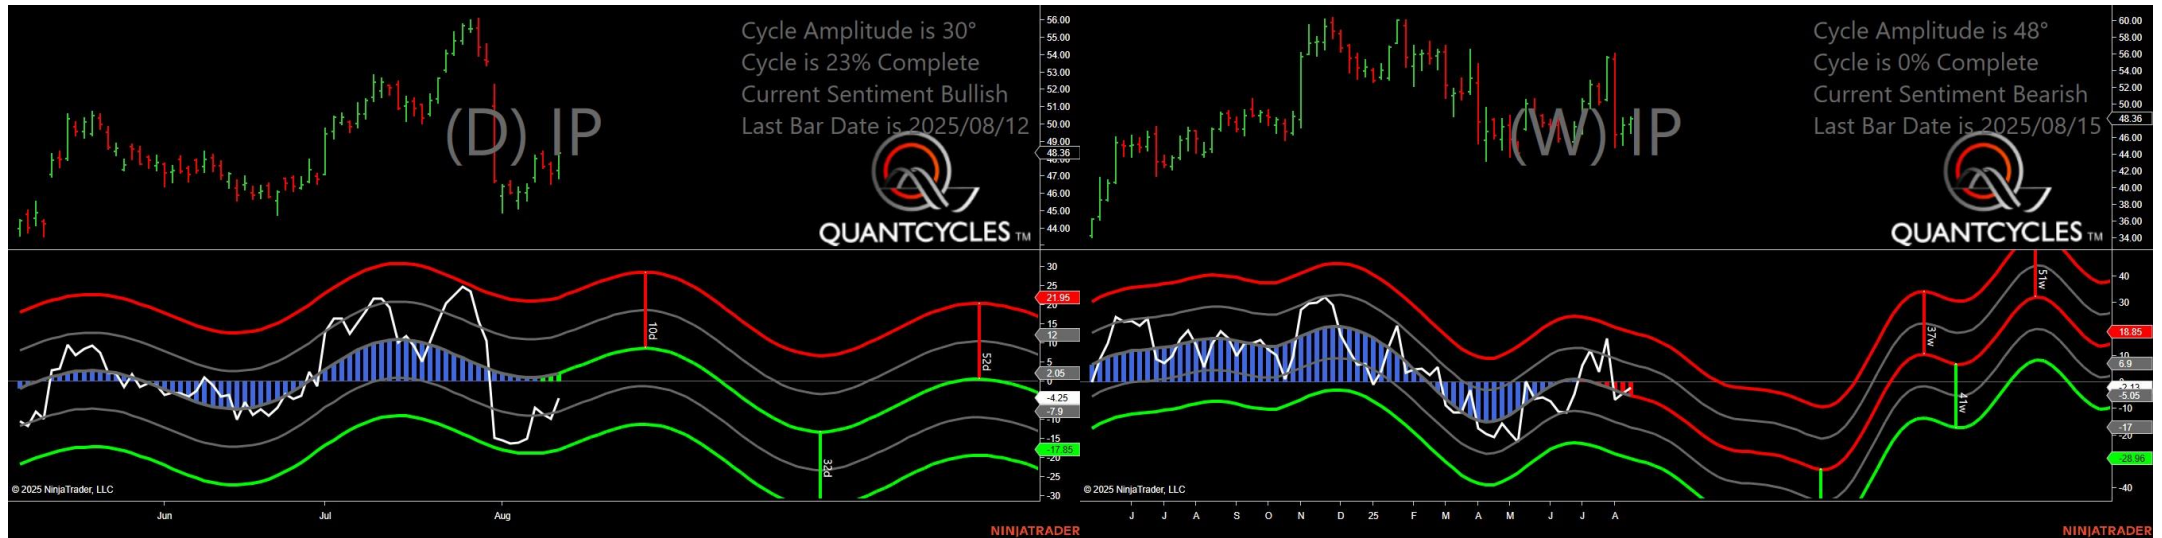 Cycle Amplitude is 30°
Cycle is 23% Complete
Current Sentiment Bullish
Last Bar Date is 2025/08/12
(D) IP
QUANTCYCLES TM
56.00
55.00
54.00
53.00
52.00
51.00
50.00
49.00
48.36
47.00
46.00
45.00
44.00
30
25
21.95
15
12
5
2.05
0
-4.25
-7.9
-10
-15
-17.85
-20
-25
-30
10d
32d
52d
© 2025 NinjaTrader, LLC
Jun
Jul
Aug
NINJATRADER
Cycle Amplitude is 48°
Cycle is 0% Complete
Current Sentiment Bearish
Last Bar Date is 2025/08/15
(W) IP
QUANTCYCLES TM
60.00
58.00
56.00
54.00
52.00
50.00
48.36
46.00
44.00
42.00
40.00
38.00
36.00
34.00
40
30
18.85
10
6.9
-2.13
-5.05
-10
-17
-20
-28.96
-40
37w
41w
51w
© 2025 NinjaTrader, LLC
J
J
A
S
O
N
D
25
F
M
A
M
J
J
A
NINJATRADER